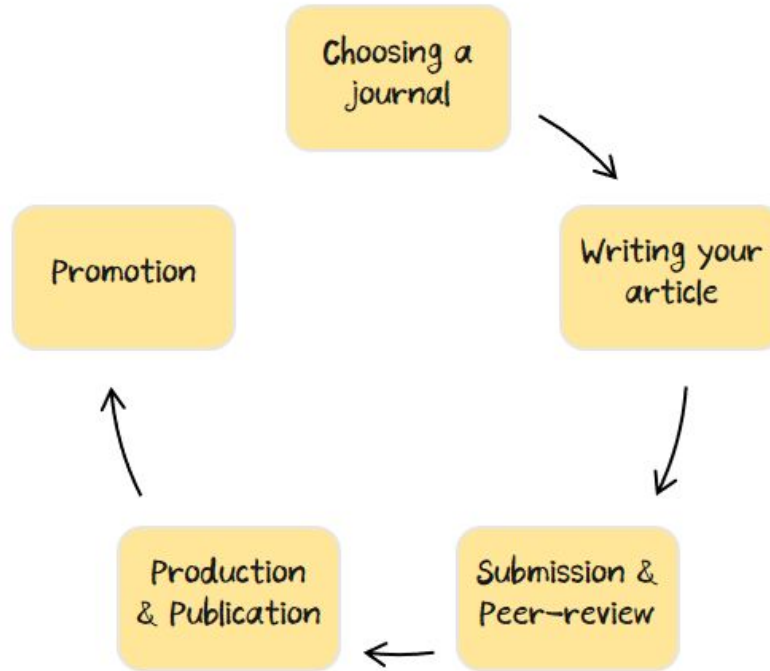 Choosing a
journal
Writing your
article
Submission &
Peer-review
Production
& Publication
Promotion